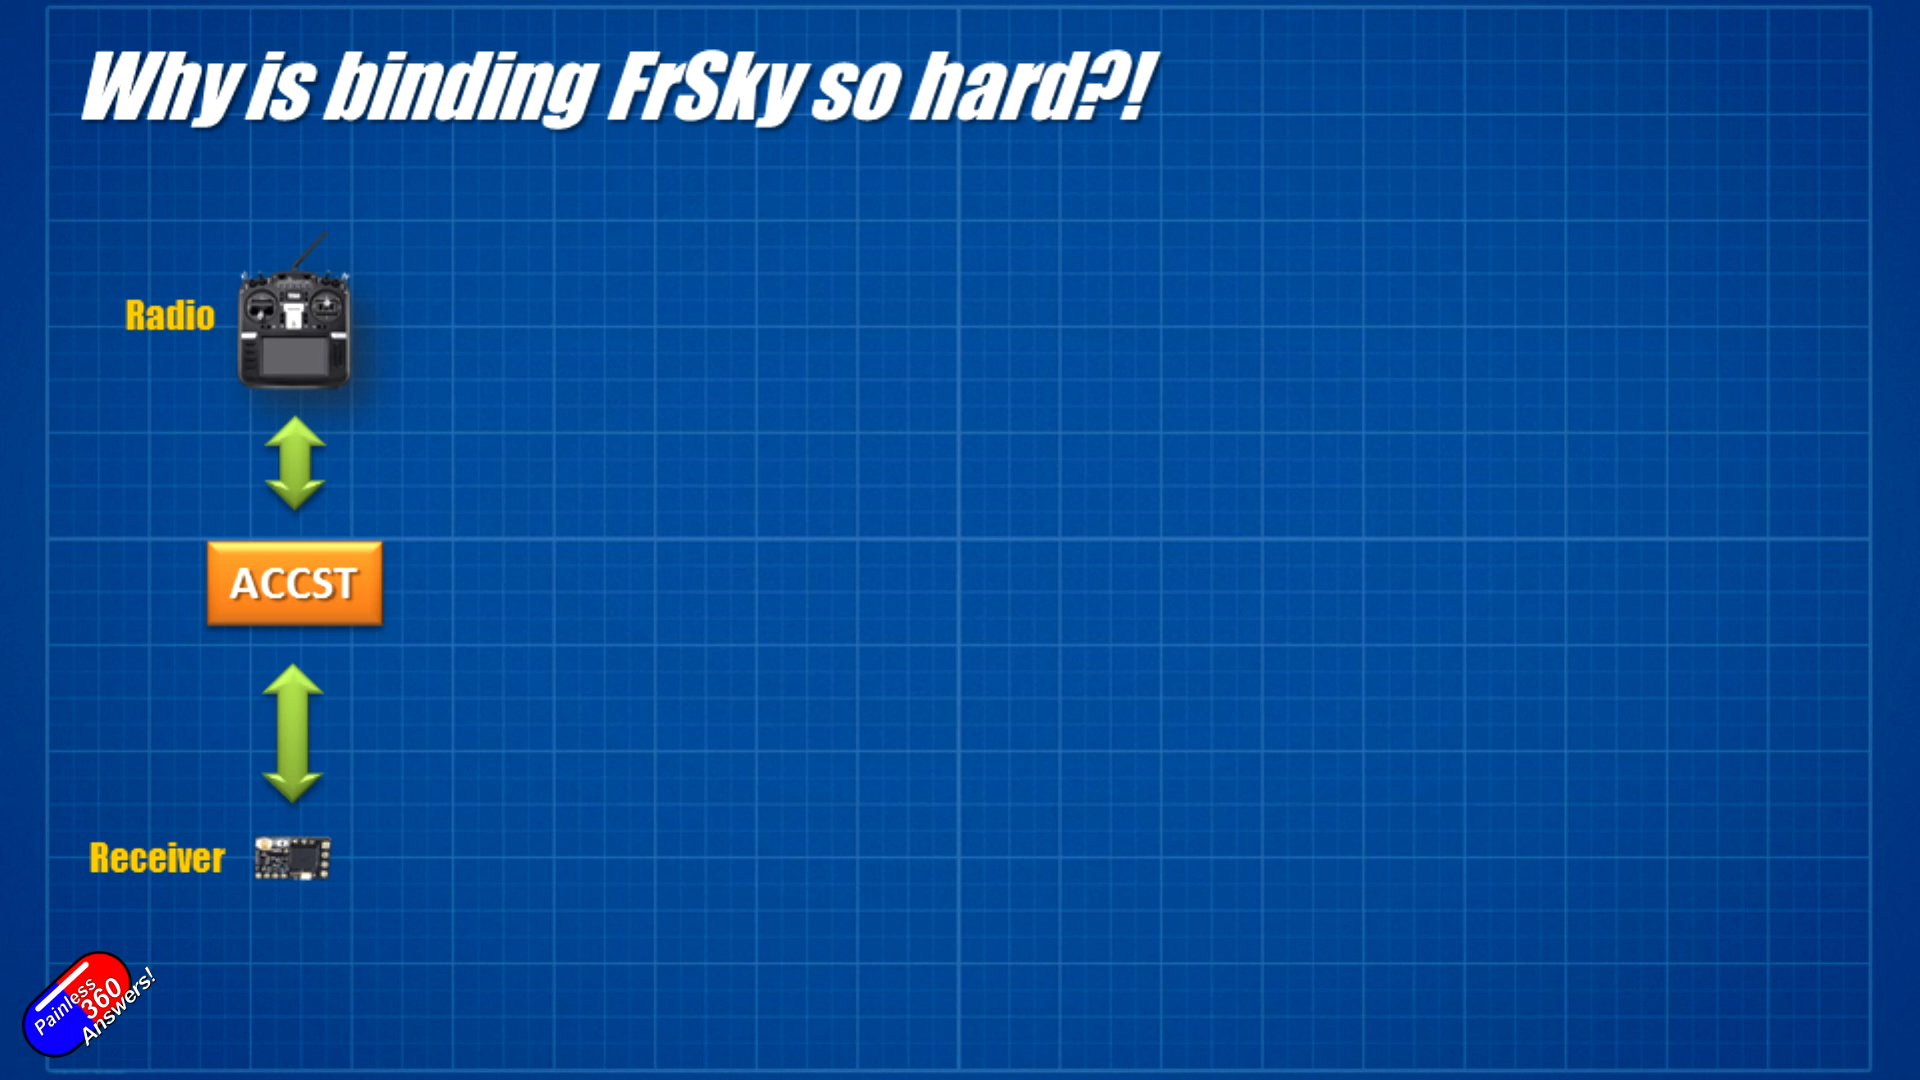 Why is binding FrSky so hard?!
Radio
ACCST
Receiver
Painless
360
Answers!